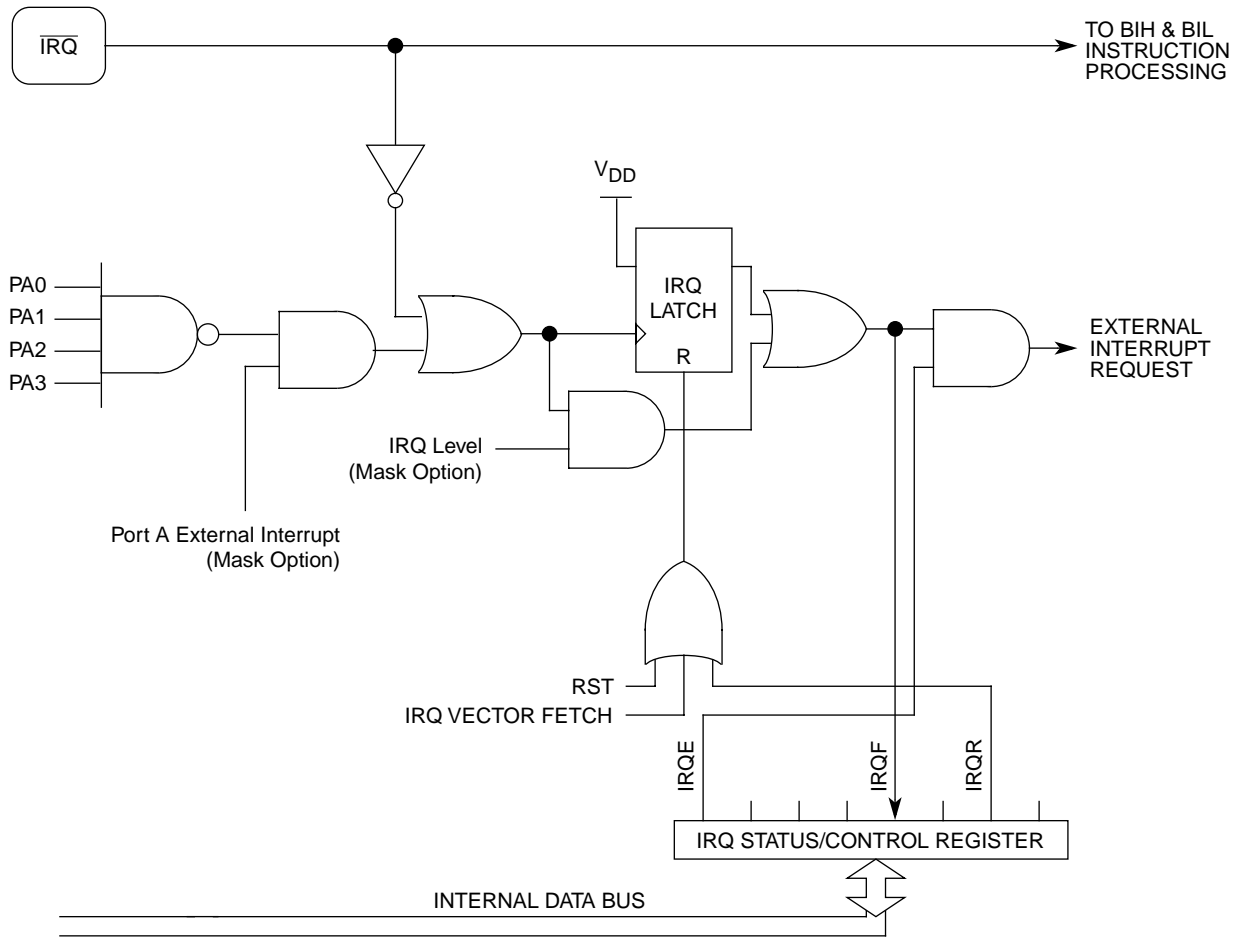 IRQ
TO BIH & BIL
INSTRUCTION
PROCESSING
VDD
PA0
PA1
PA2
PA3
IRQ
LATCH
R
EXTERNAL
INTERRUPT
REQUEST
IRQ Level
(Mask Option)
Port A External Interrupt
(Mask Option)
RST
IRQ VECTOR FETCH
IRQE
IRQF
IRQR
IRQ STATUS/CONTROL REGISTER
INTERNAL DATA BUS